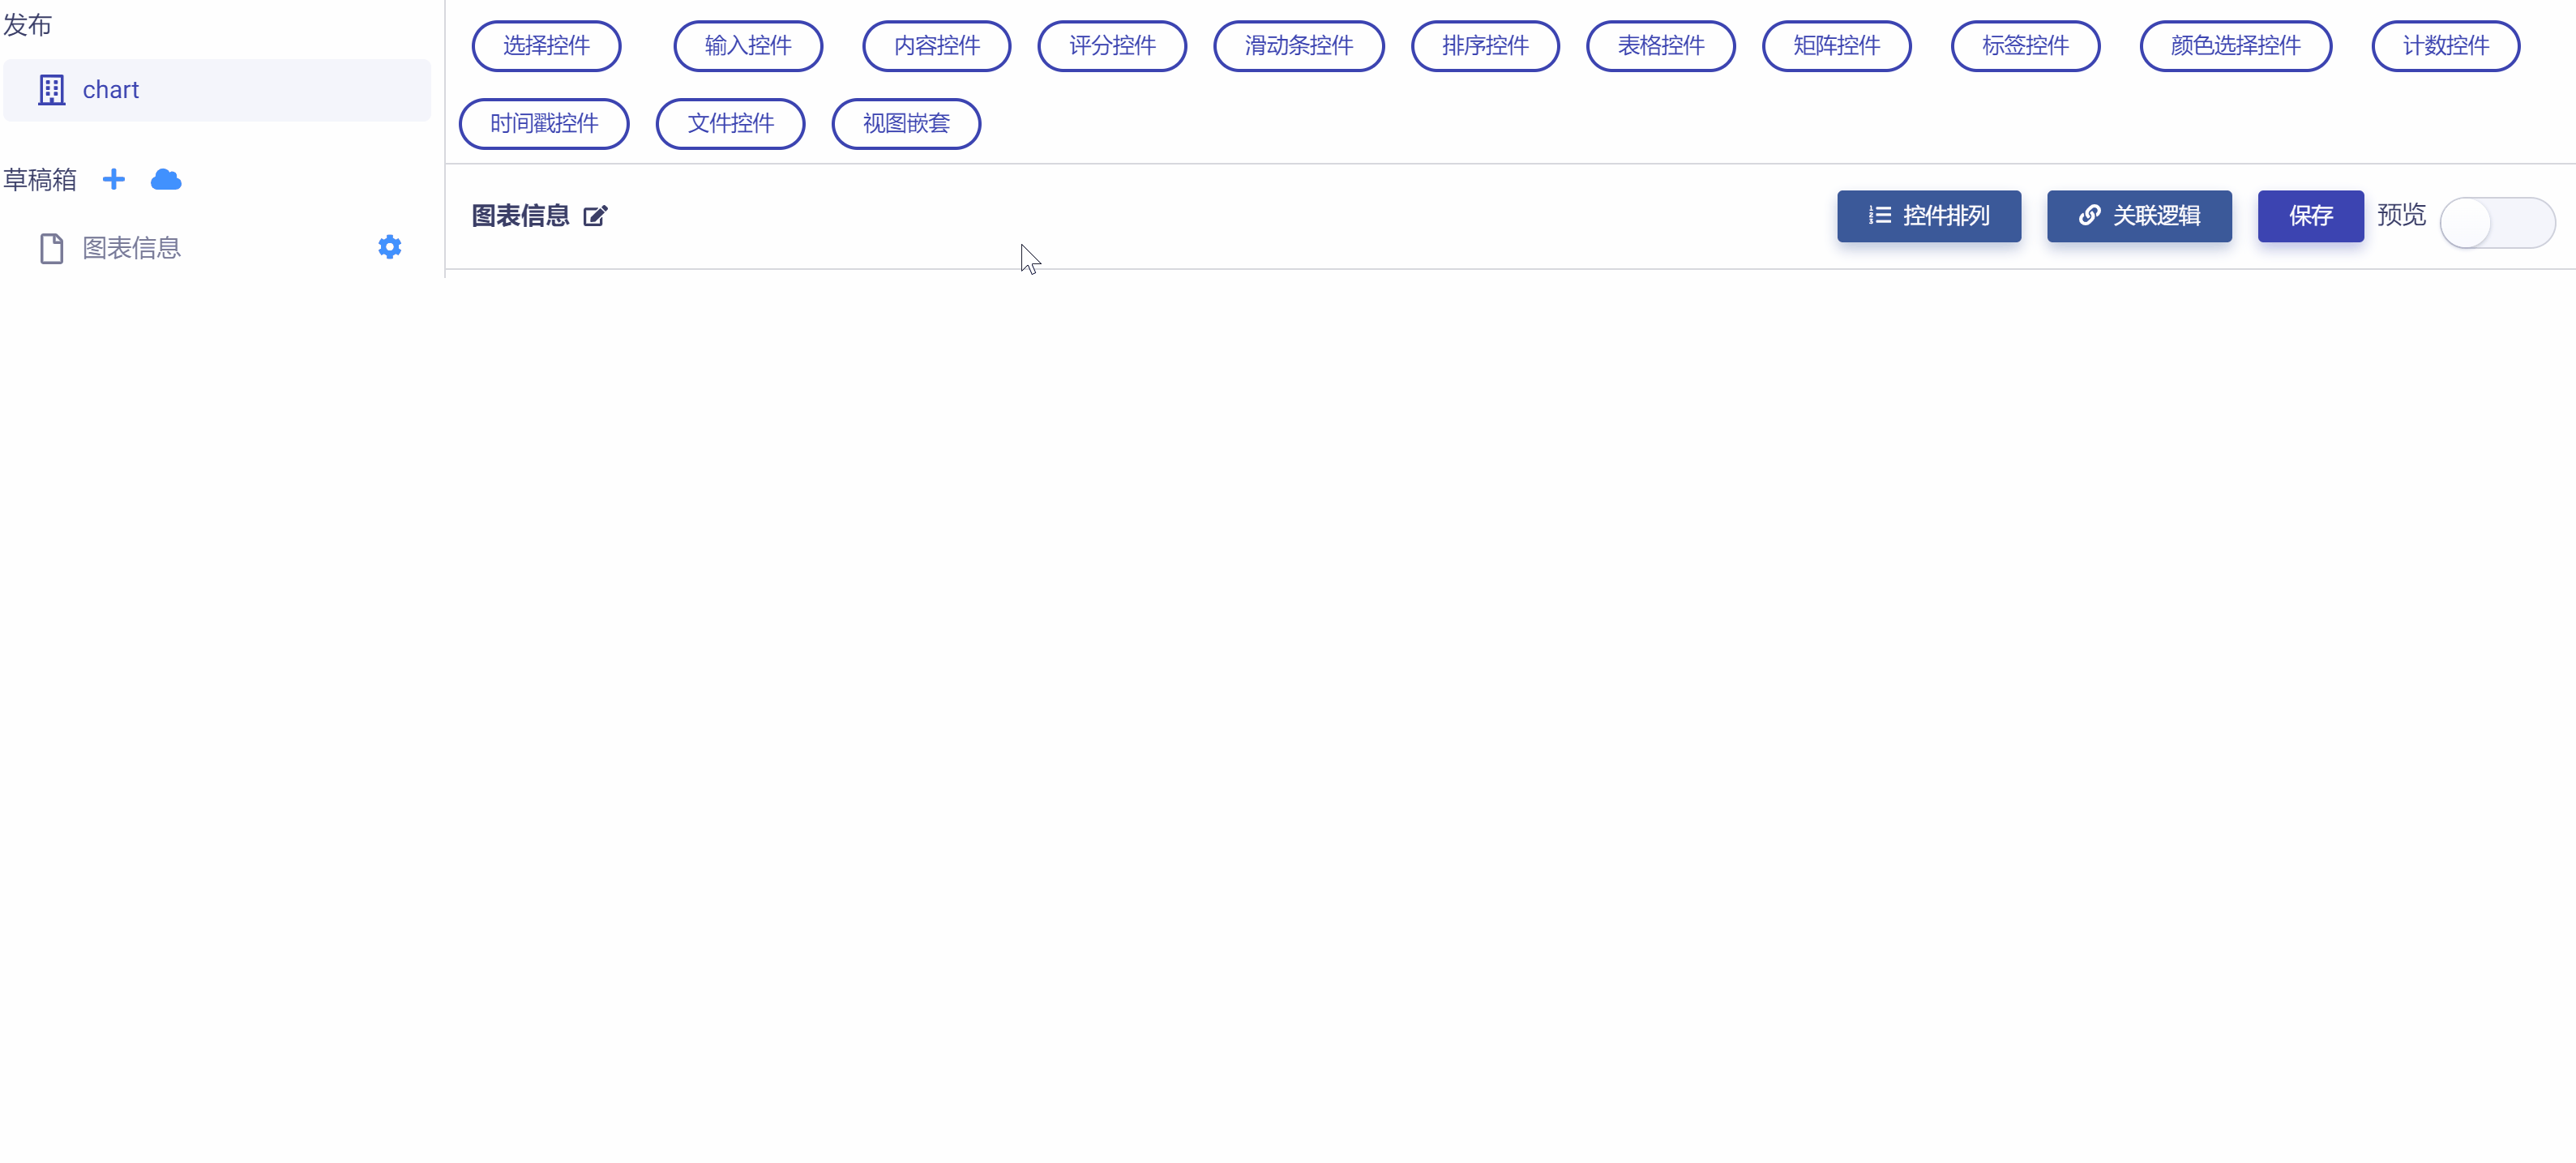 发布
chart
草稿箱
图表信息
选择控件 输入控件 内容控件 评分控件 滑动条控件 排序控件 表格控件 矩阵控件 标签控件 颜色选择控件 计数控件
时间戳控件 文件控件 视图嵌套
图表信息 控件排列 关联逻辑 保存 预览